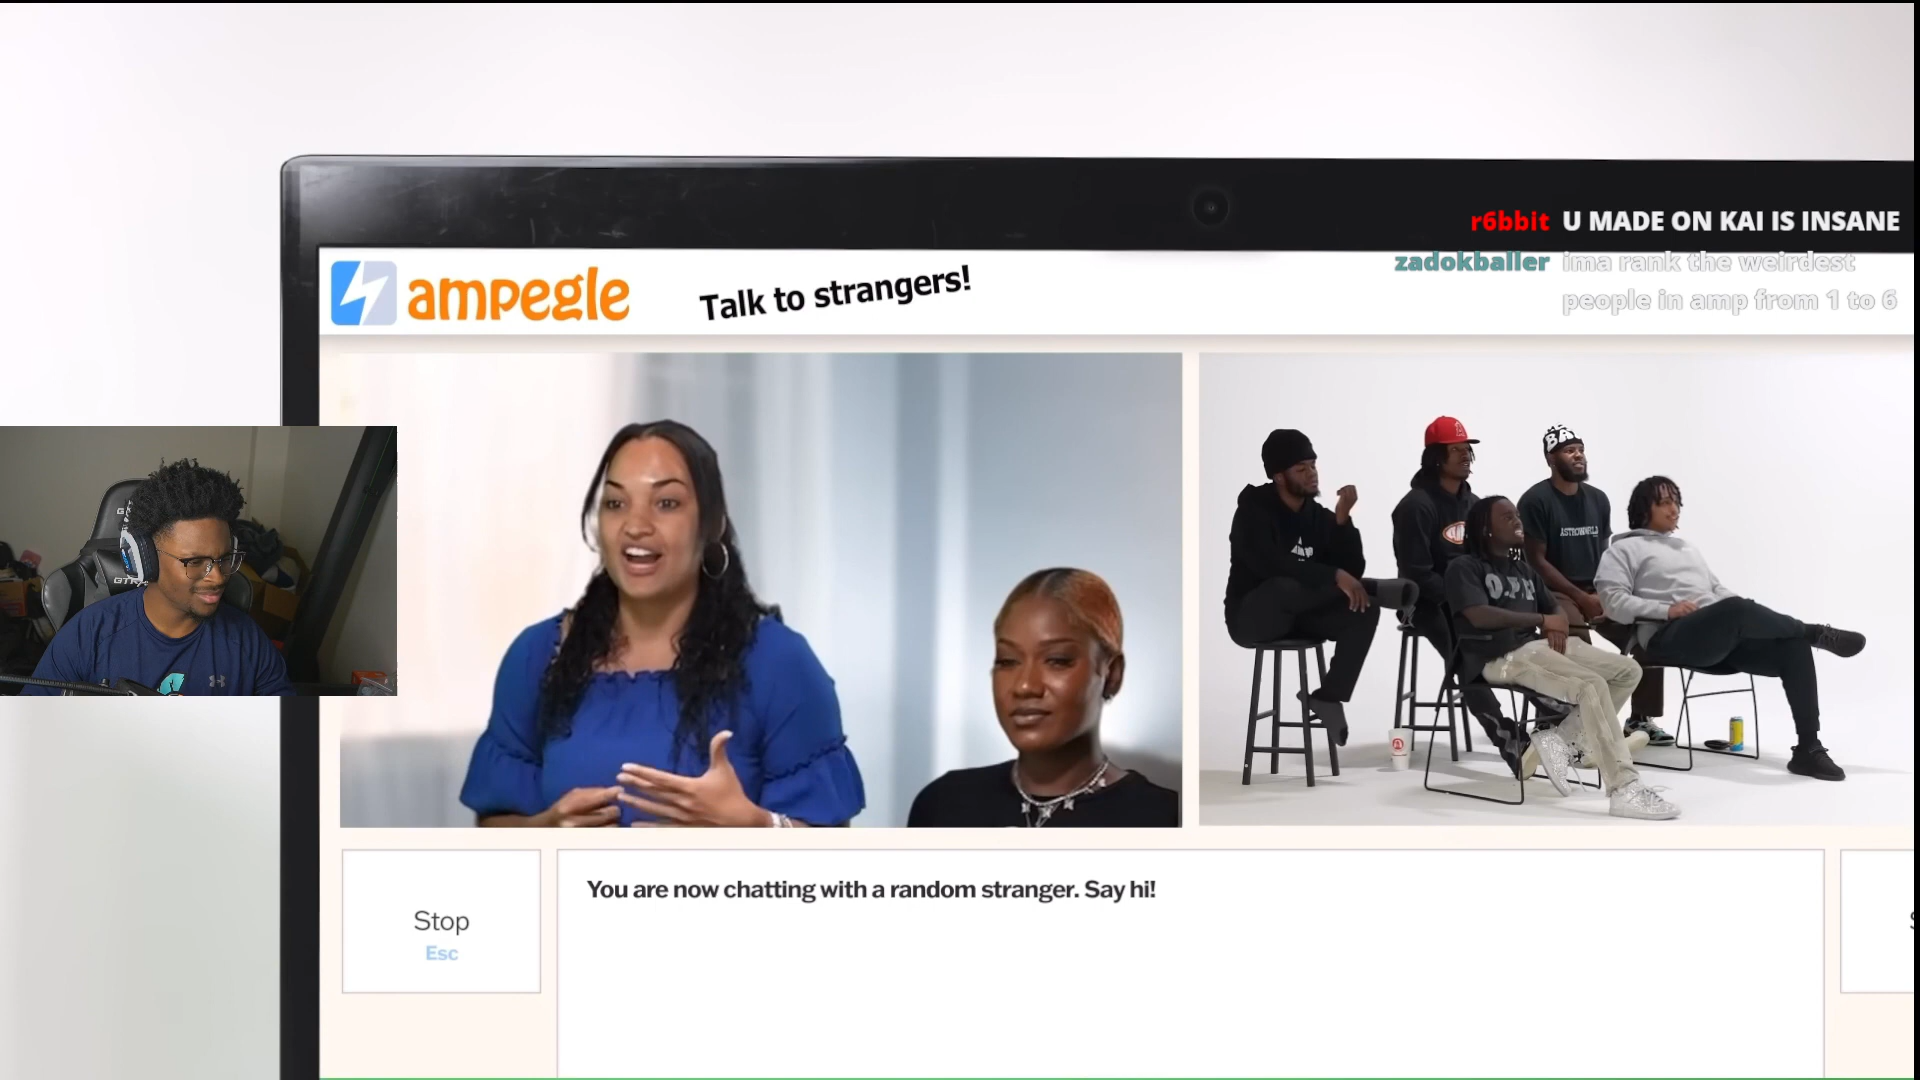 r6bbit U MADE ON KAI IS INSANE
zadokballer ima rank the weirdest
people in amp from 1 to 6
ampegle
Talk to strangers!
ASTROWORLD
You are now chatting with a random stranger. Say hi!
Stop
Esc